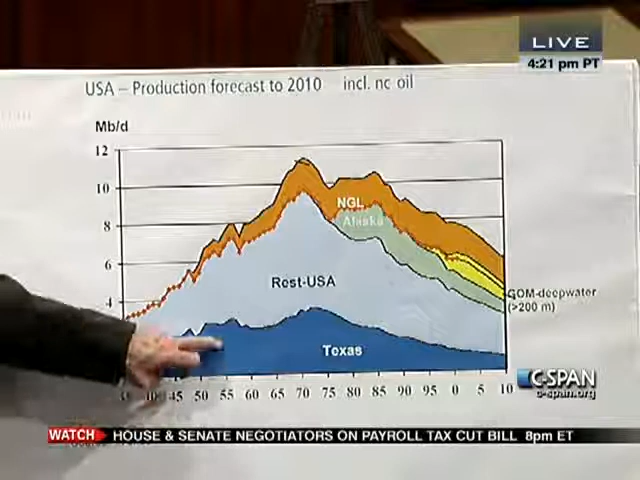 LIVE
4:21 pm PT
USA – Production forecast to 2010 incl. nc oil
Mb/d
12
10
8
6
4
NGL
Alaska
Rest-USA
GOM-deepwater
(>200 m)
Texas
45 50 55 60 65 70 75 80 85 90 95 0 5 10
C-SPAN
c-span.org
WATCH HOUSE & SENATE NEGOTIATORS ON PAYROLL TAX CUT BILL 8pm ET